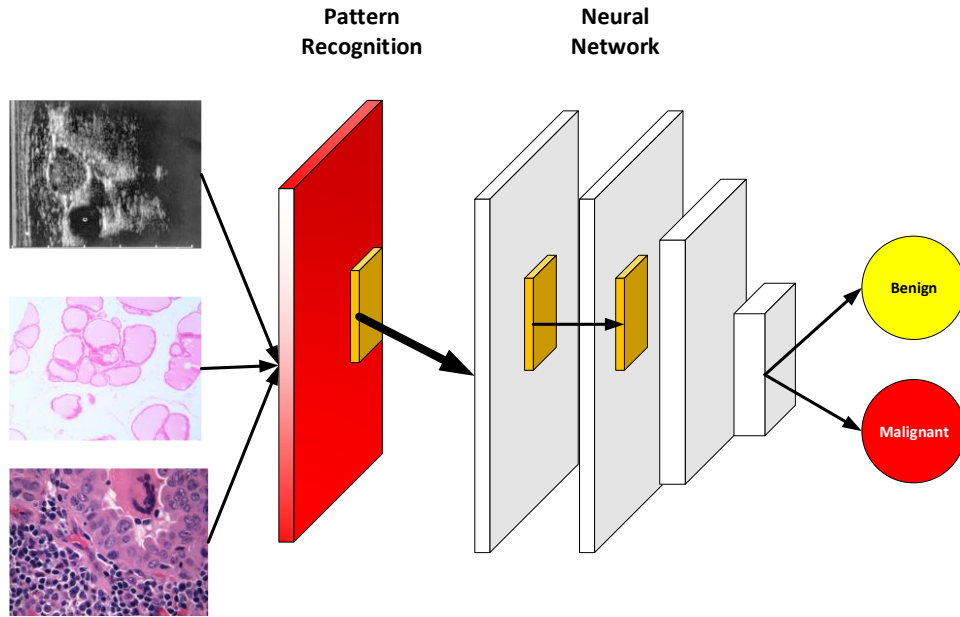 Pattern
Recognition
Neural
Network
Benign
Malignant